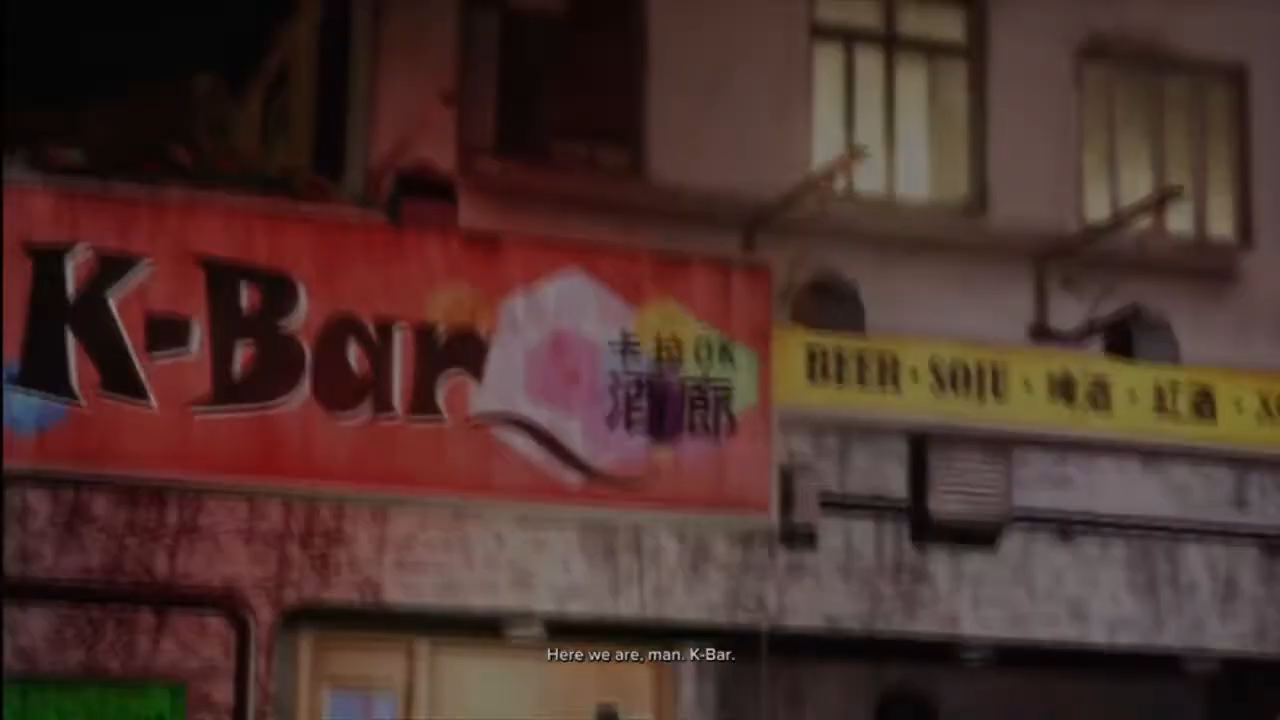 K-Bar
卡拉OK
酒廊
BEER · SOJU · 啤酒 · 紅酒 ·
Here we are, man. K-Bar.